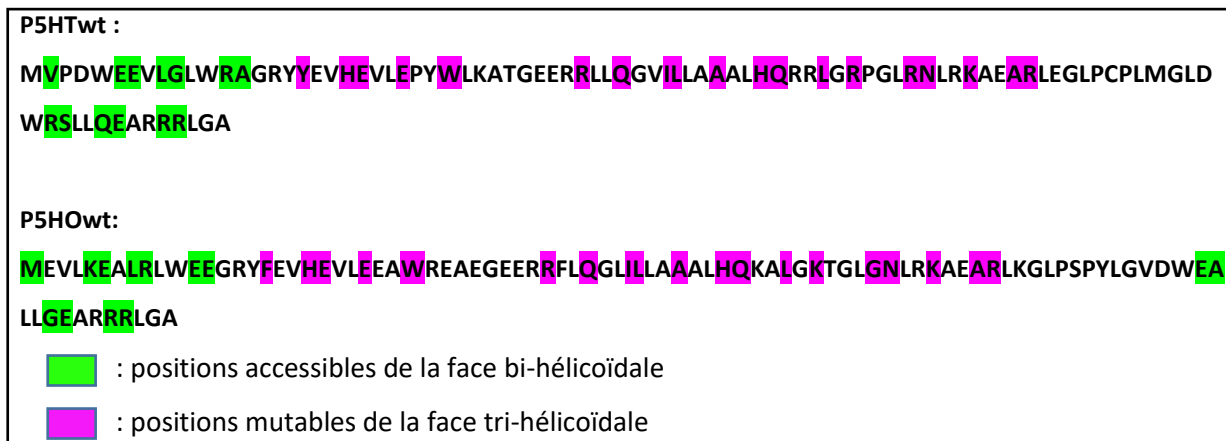 P5HTwt :
MVPDWEEVLGLWRAGRYYEVHEVLEPYWLKATGEERRLLQGVILLAAALHQRRLGRPGLRNLRKAEARLEGLPCPLMGLD
WRSLLQEARRRLGA
P5HOwt:
MEVLKEALRLWEEGRYFEVHEVLEEAWREAEGEERRFLQGLILLAAALHQKALGKTGLGNLRKAEARLKGLPSPYLGVDWEA
LLGEARRRLGA
: positions accessibles de la face bi-hélicoïdale
: positions mutables de la face tri-hélicoïdale